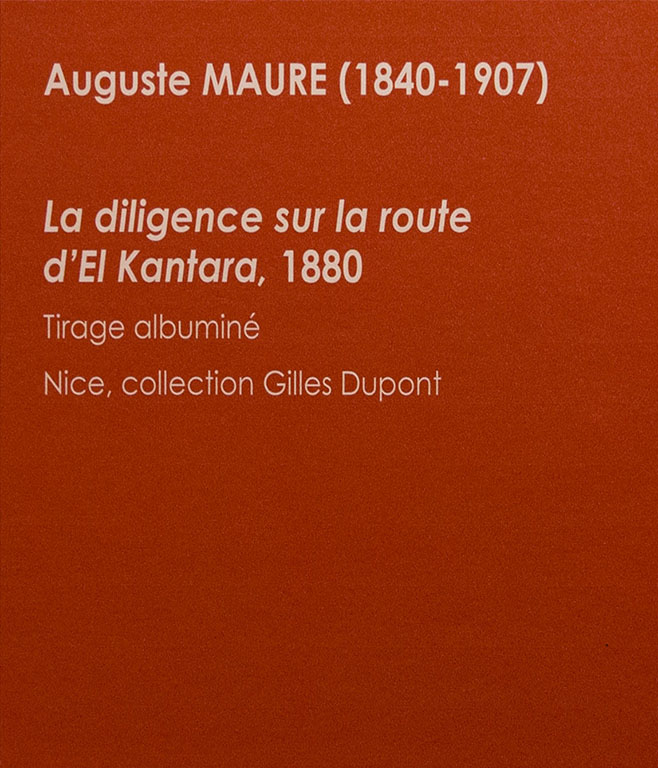 Auguste MAURE (1840-1907)
La diligence sur la route
d'El Kantara, 1880
Tirage albuminé
Nice, collection Gilles Dupont